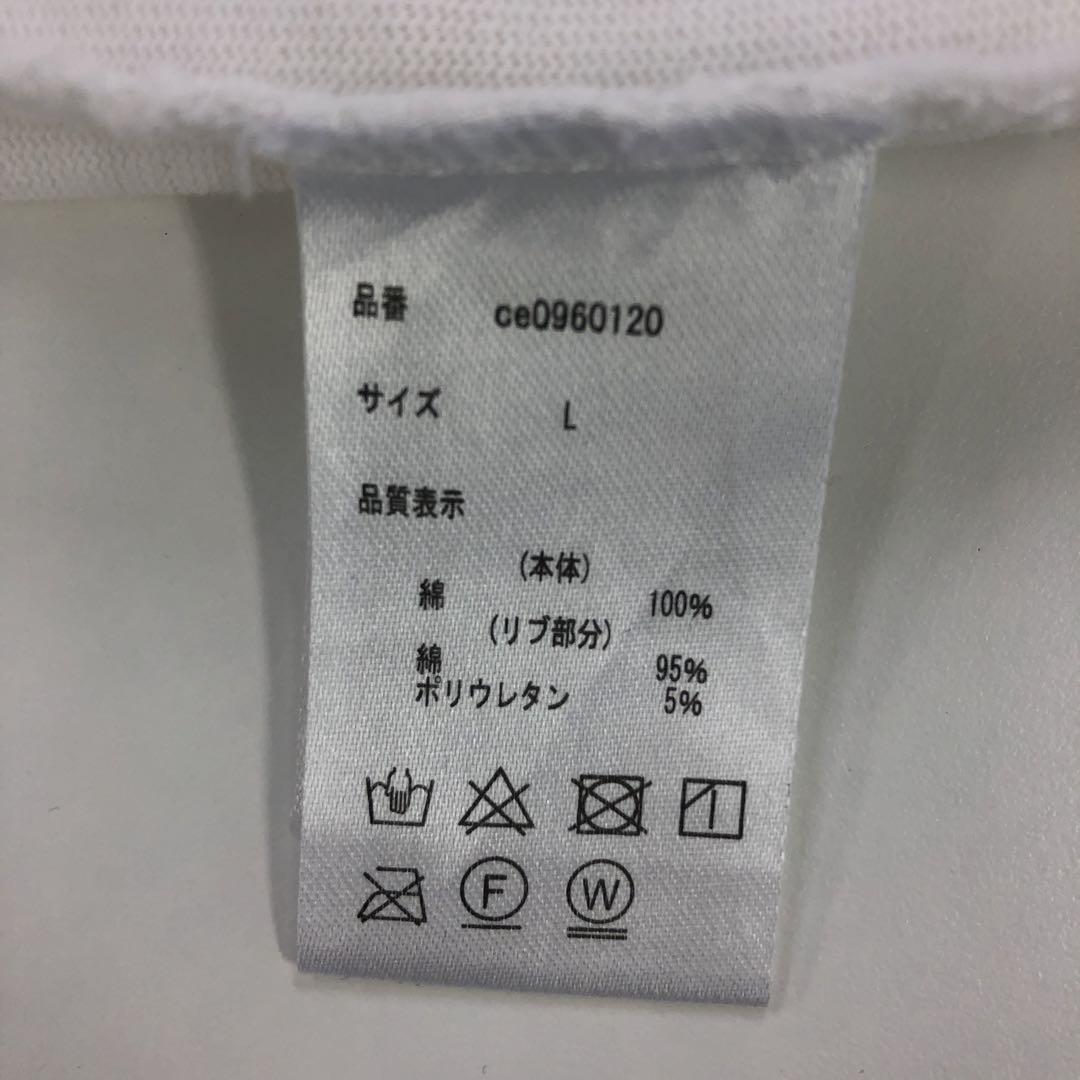 品番 ce0960120
サイズ L
品質表示
(本体)
綿 100%
(リブ部分)
綿 95%
ポリウレタン 5%
F W